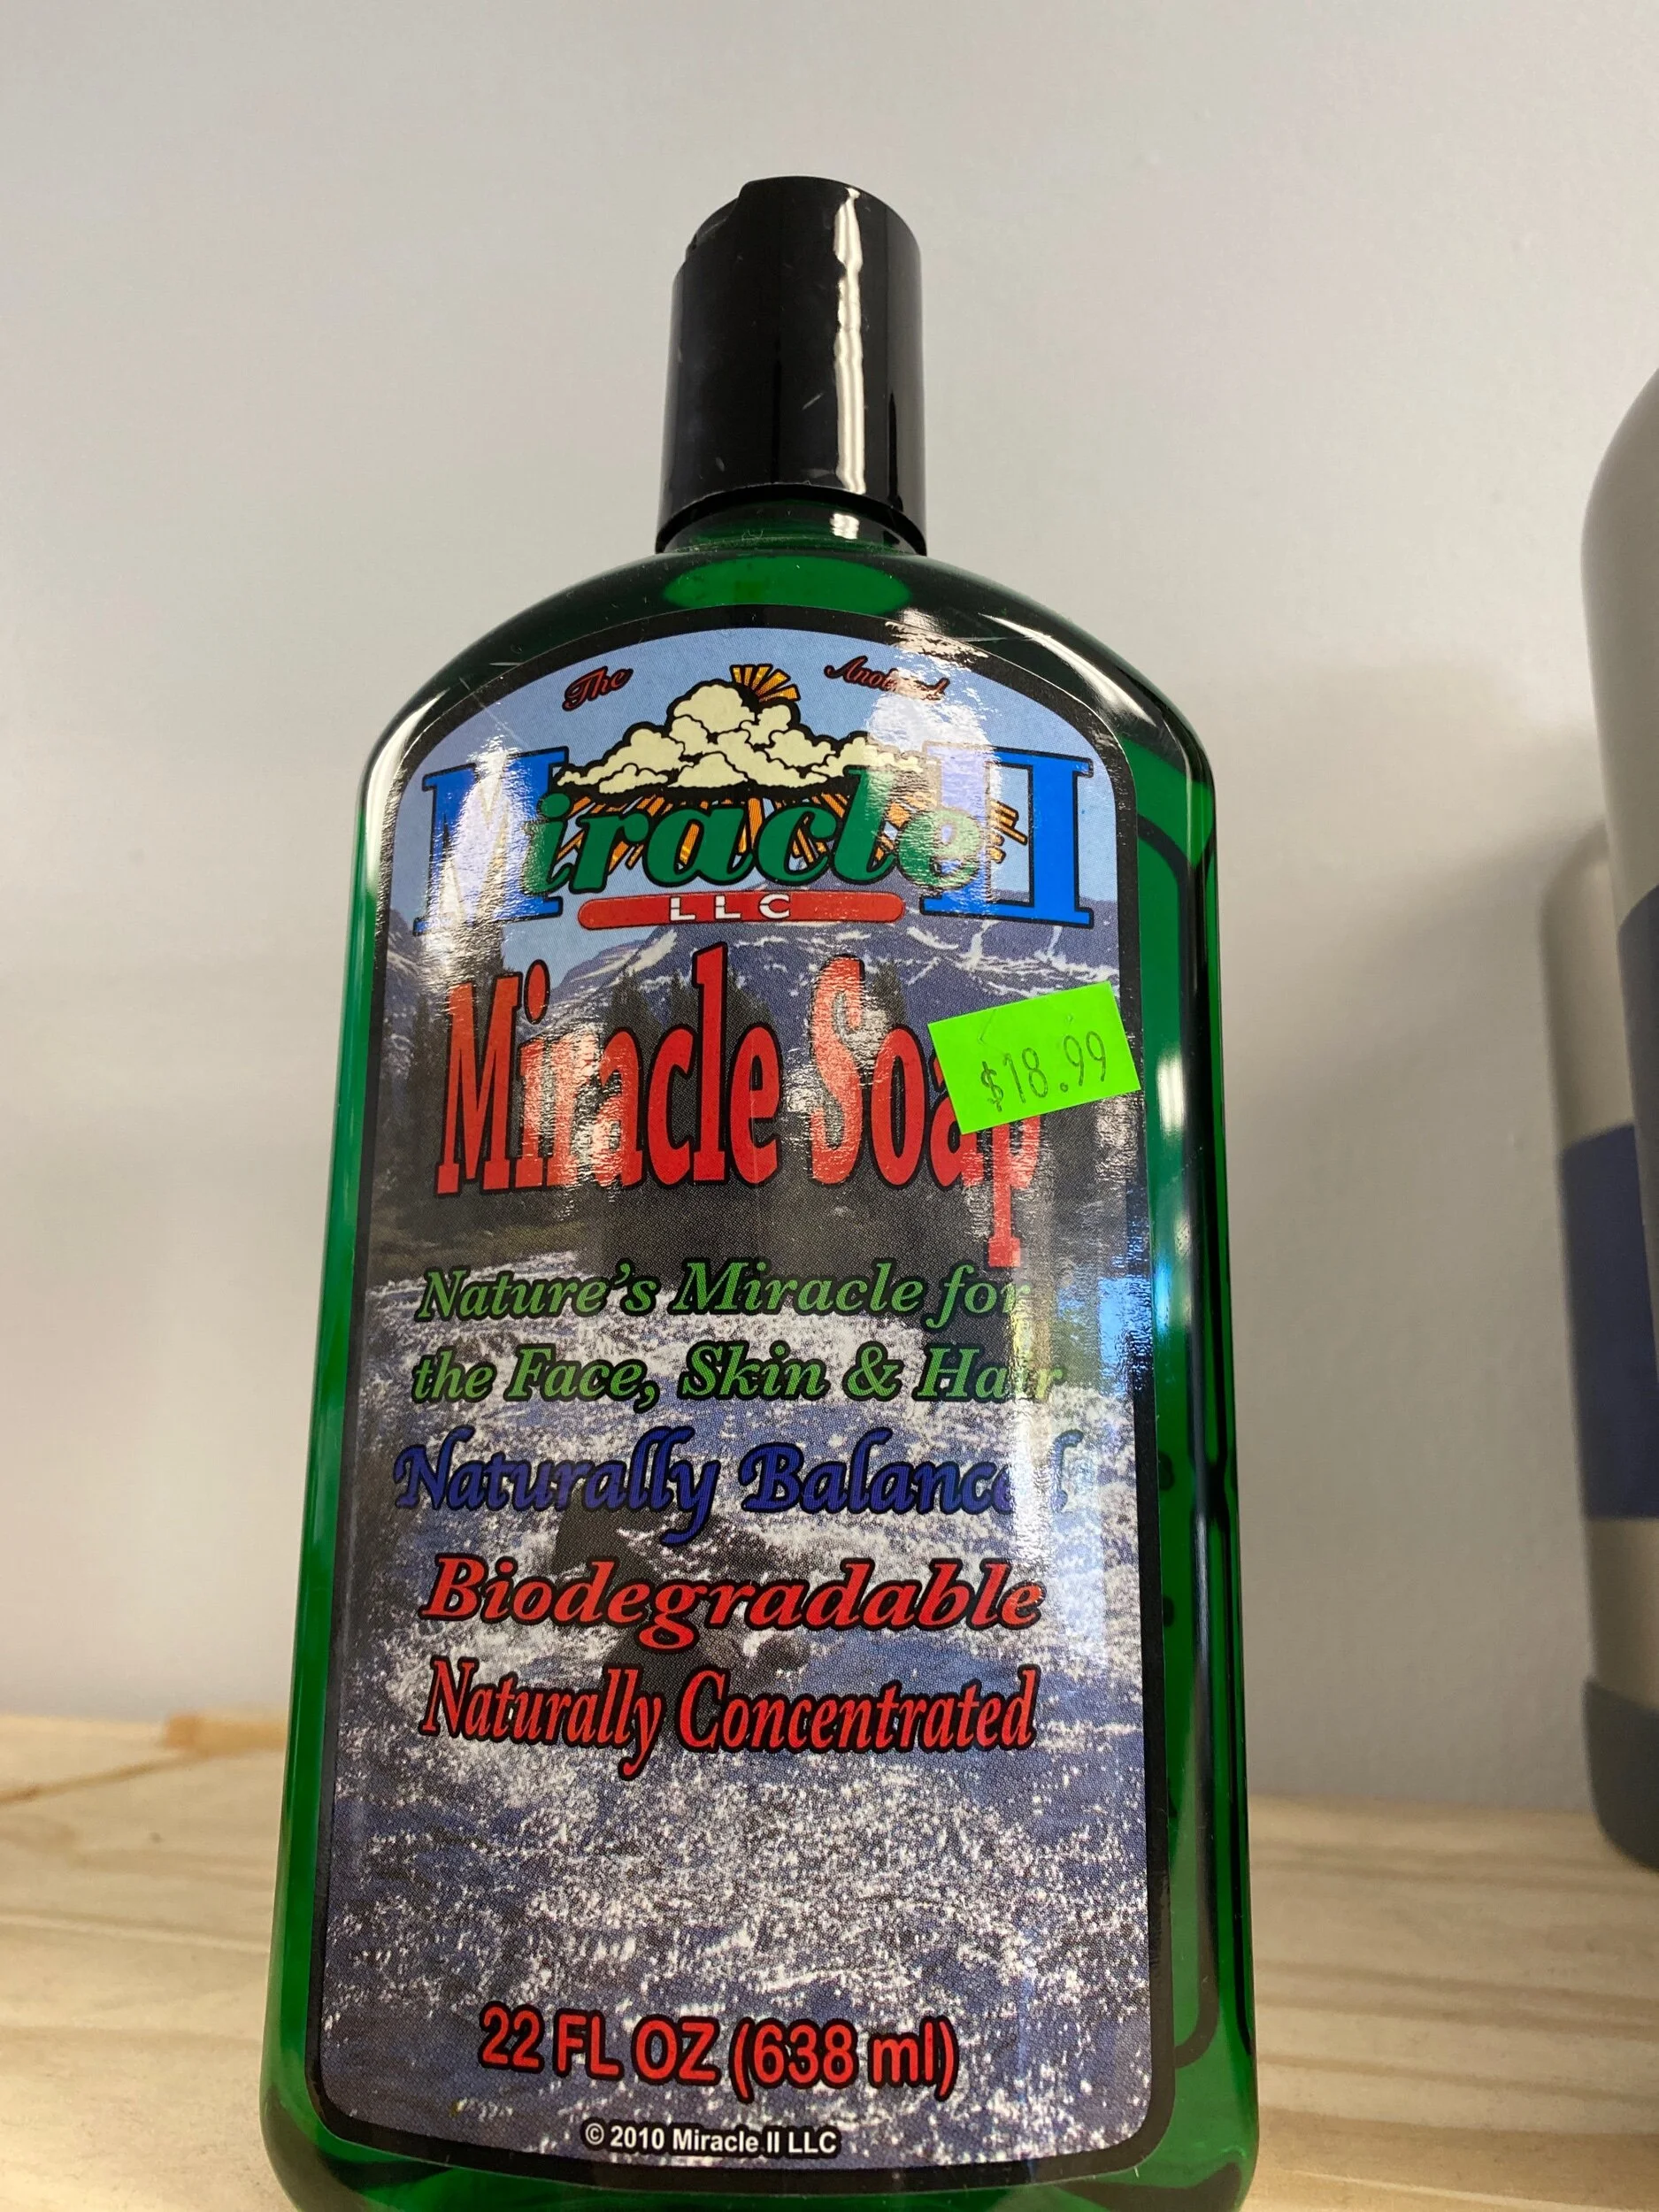 The
Miracle II
LLC
Miracle Soap
$18.99
Nature's Miracle for
the Face, Skin & Hair
Naturally Balanced
Biodegradable
Naturally Concentrated
22 FL OZ (638 ml)
© 2010 Miracle II LLC